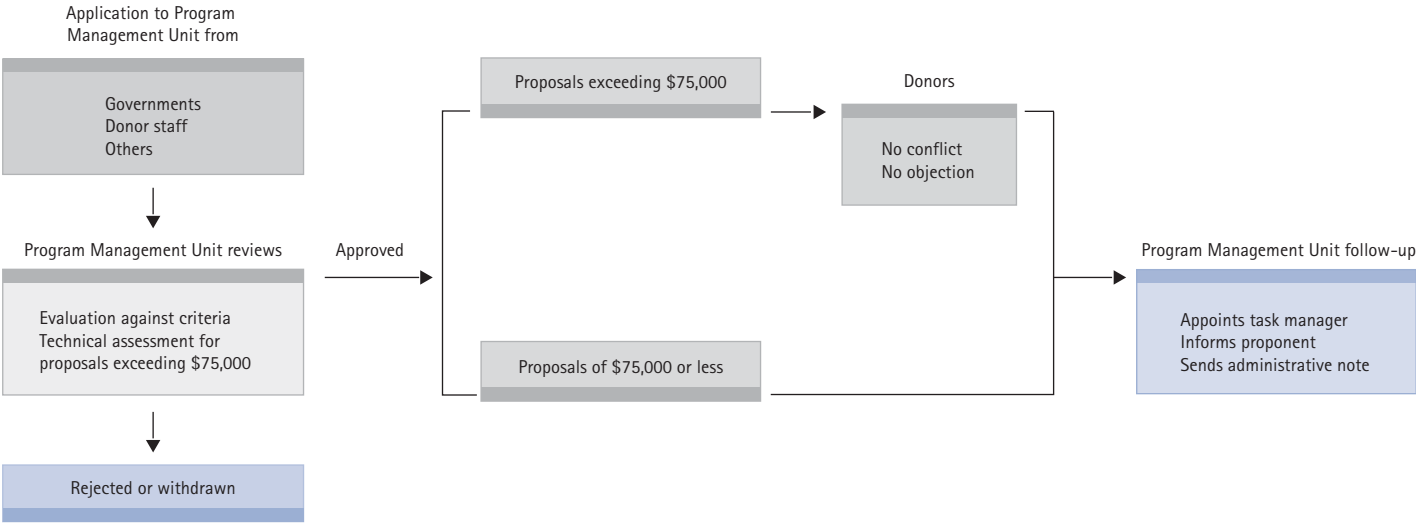 Application to Program
Management Unit from
Governments
Donor staff
Others
Program Management Unit reviews
Evaluation against criteria
Technical assessment for
proposals exceeding $75,000
Rejected or withdrawn
Approved
Proposals exceeding $75,000
Proposals of $75,000 or less
Donors
No conflict
No objection
Program Management Unit follow-up
Appoints task manager
Informs proponent
Sends administrative note